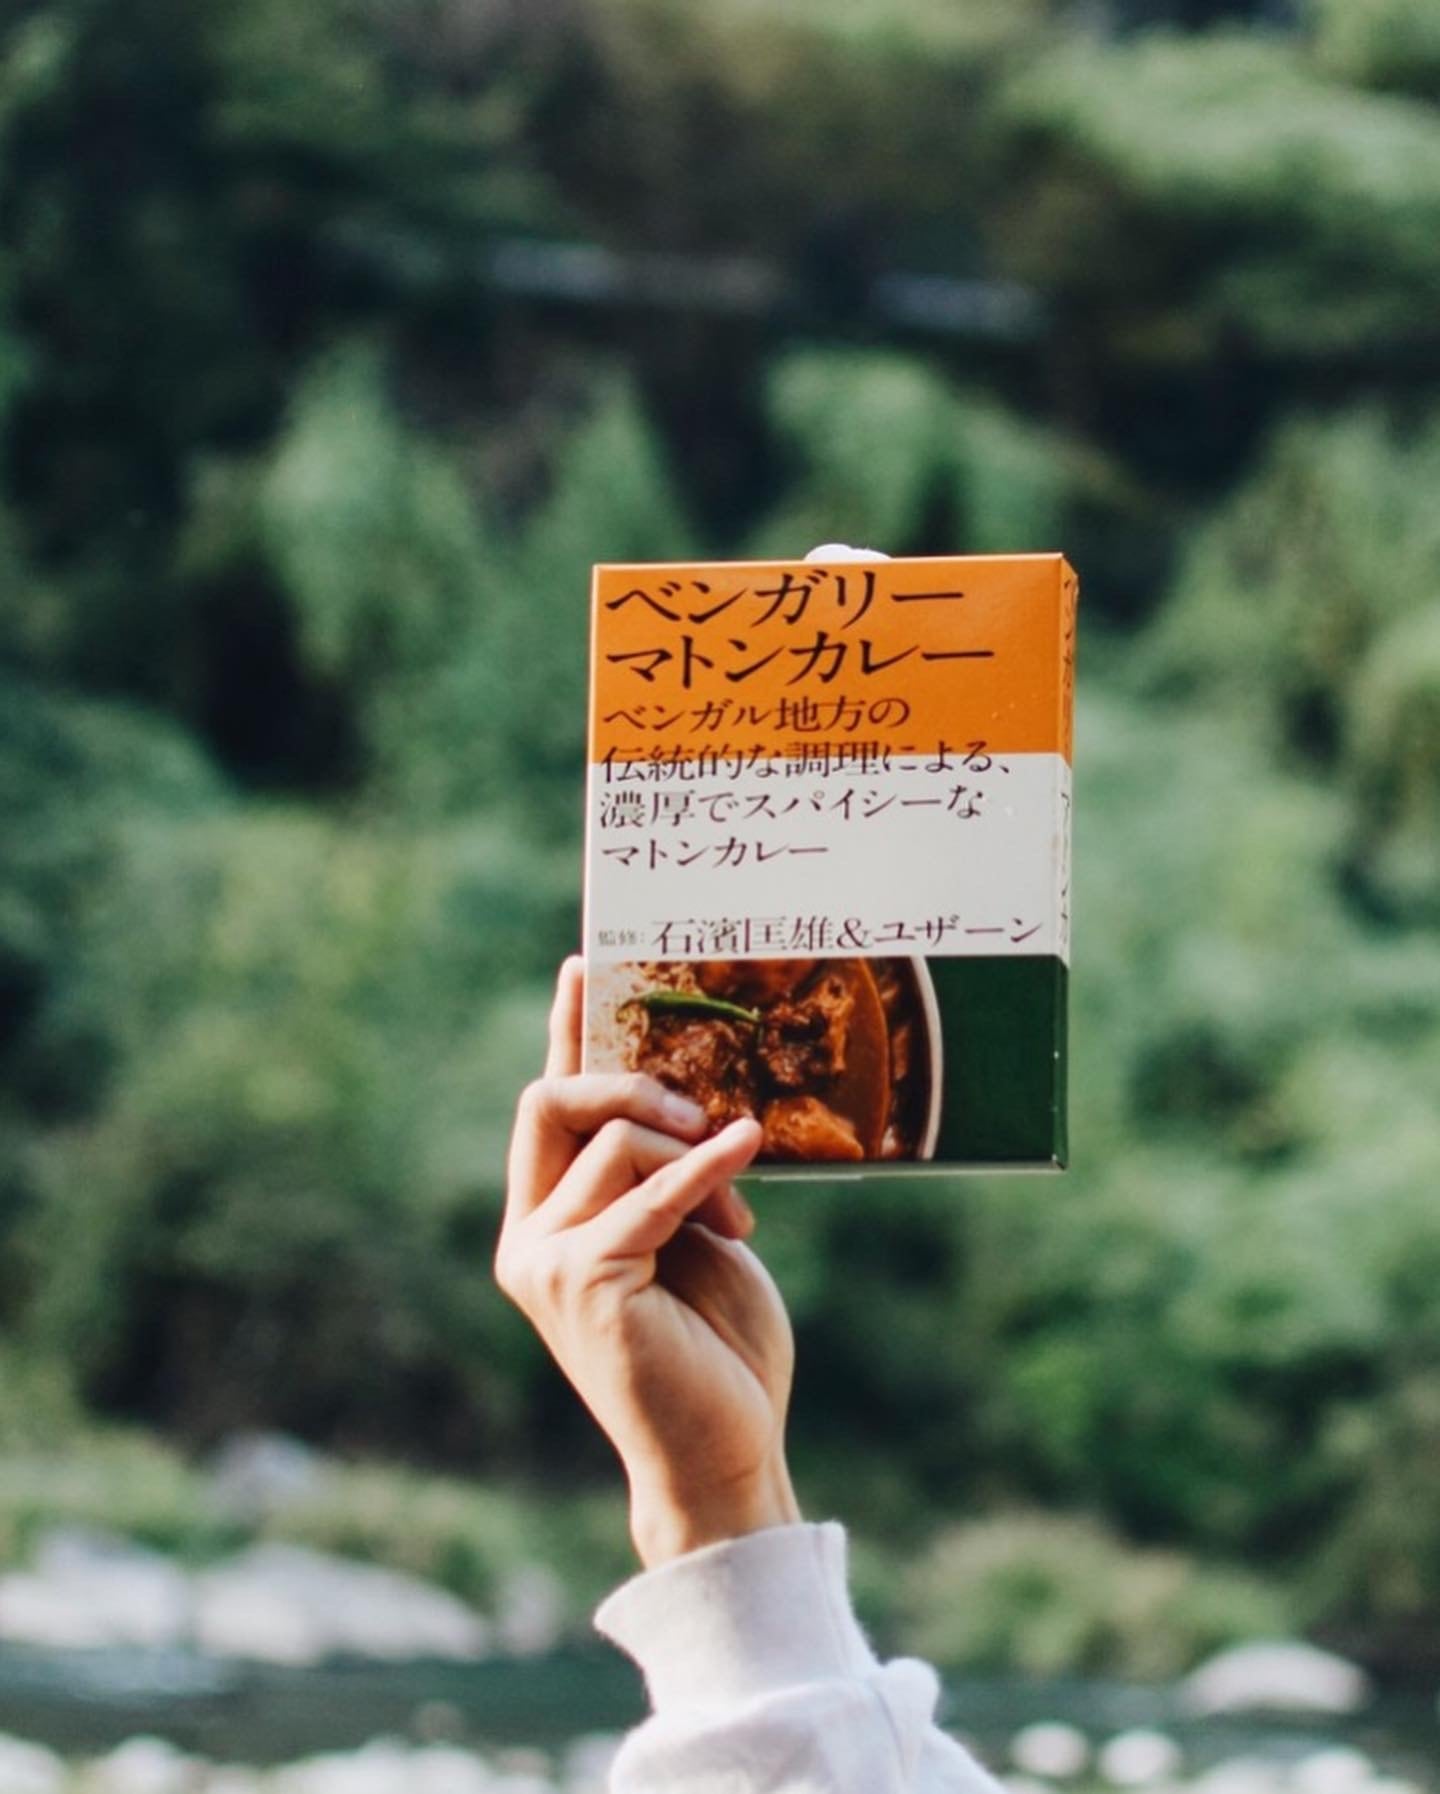 ベンガリー
マトンカレー
ベンガル地方の
伝統的な調理による、
濃厚でスパイシーな
マトンカレー
監修：石濱匡雄&ユザーン